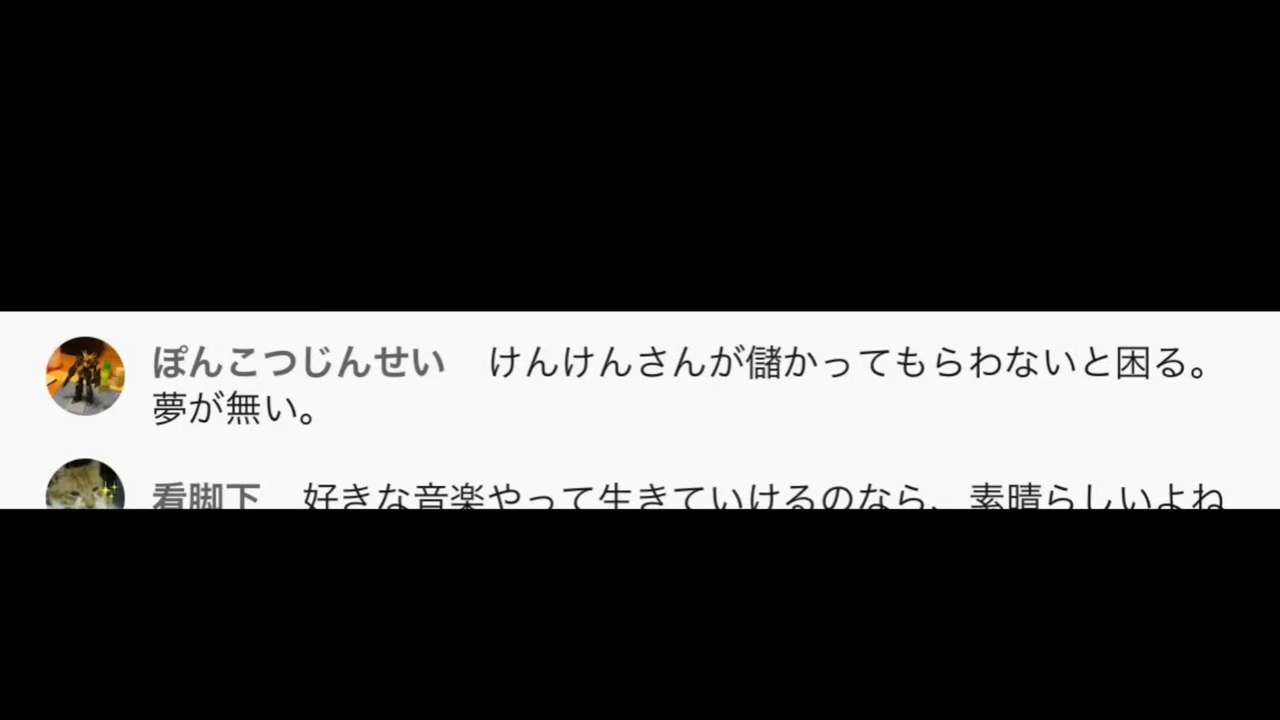 ぽんこつじんせい けんけんさんが儲かってもらわないと困る。
夢が無い。
看脚下 好きな音楽やって生きていけるのなら、素晴らしいよね